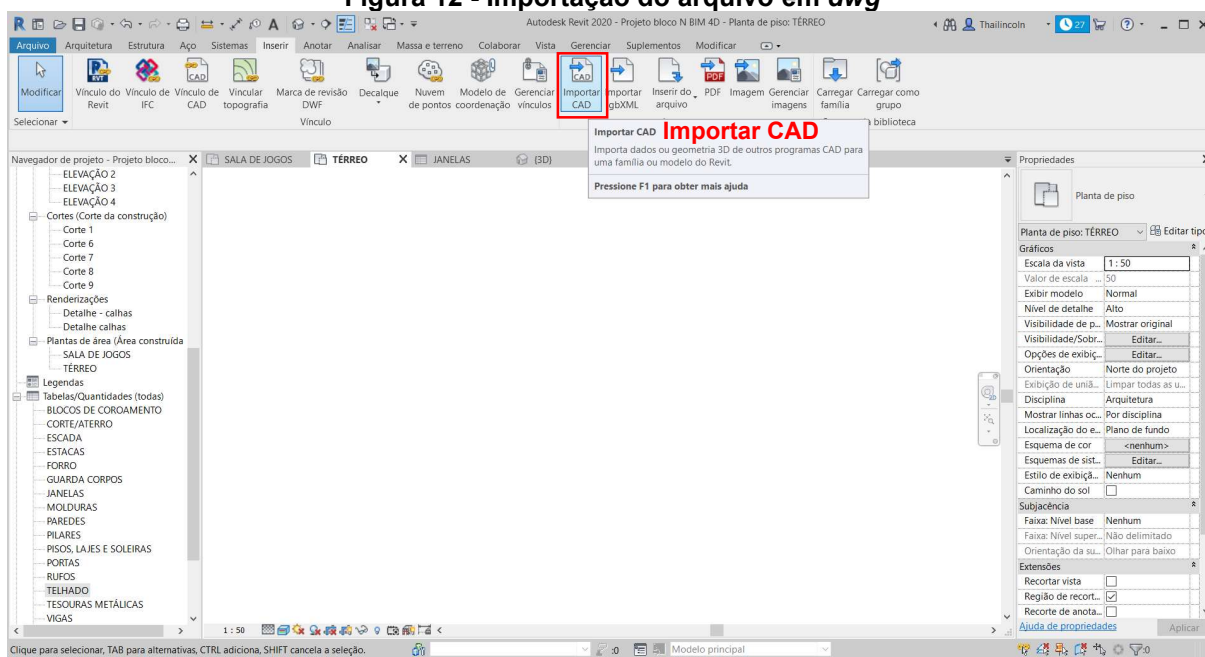 Figura 12 - Importação do arquivo em dwg
Autodesk Revit 2020 - Projeto bloco N BIM 4D - Planta de piso: TÉRREO
Thailincoln
27
Arquivo Arquitetura Estrutura Aço Sistemas Inserir Anotar Analisar Massa e terreno Colaborar Vista Gerenciar Suplementos Modificar
Modificar
Vínculo do Revit
Vínculo de IFC
Vínculo de CAD
Vincular topografia
Marca de revisão DWF
Decalque
Nuvem de pontos
Modelo de coordenação
Gerenciar vínculos
Importar CAD
Importar gbXML
Inserir do arquivo
PDF
Imagem
Gerenciar imagens
Carregar família
Carregar como grupo
Selecionar
Vínculo
biblioteca
Importar CAD
Importar CAD
Importa dados ou geometria 3D de outros programas CAD para
uma família ou modelo do Revit.
Pressione F1 para obter mais ajuda
Navegador de projeto - Projeto bloco...
SALA DE JOGOS
TÉRREO
JANELAS
{3D}
ELEVAÇÃO 2
ELEVAÇÃO 3
ELEVAÇÃO 4
Cortes (Corte da construção)
Corte 1
Corte 6
Corte 7
Corte 8
Corte 9
Renderizações
Detalhe - calhas
Detalhe calhas
Plantas de área (Área construída
SALA DE JOGOS
TÉRREO
Legendas
Tabelas/Quantidades (todas)
BLOCOS DE COROAMENTO
CORTE/ATERRO
ESCADA
ESTACAS
FORRO
GUARDA CORPOS
JANELAS
MOLDURAS
PAREDES
PILARES
PISOS, LAJES E SOLEIRAS
PORTAS
RUFOS
TELHADO
TESOURAS METÁLICAS
VIGAS
Propriedades
Planta de piso
Planta de piso: TÉRREO
Editar tipo
Gráficos
Escala da vista 1 : 50
Valor de escala ... 50
Exibir modelo Normal
Nível de detalhe Alto
Visibilidade de p... Mostrar original
Visibilidade/Sobr... Editar...
Opções de exibiç... Editar...
Orientação Norte do projeto
Exibição de uniã... Limpar todas as u...
Disciplina Arquitetura
Mostrar linhas oc... Por disciplina
Localização do e... Plano de fundo
Esquema de cor <nenhum>
Esquemas de sist... Editar...
Estilo de exibiçã... Nenhum
Caminho do sol
Subjacência
Faixa: Nível base Nenhum
Faixa: Nível super... Não delimitado
Orientação da su... Olhar para baixo
Extensões
Recortar vista
Região de recort...
Recorte de anota...
Ajuda de propriedades
Aplicar
1 : 50
Clique para selecionar, TAB para alternativas, CTRL adiciona, SHIFT cancela a seleção.
:0
Modelo principal
:0